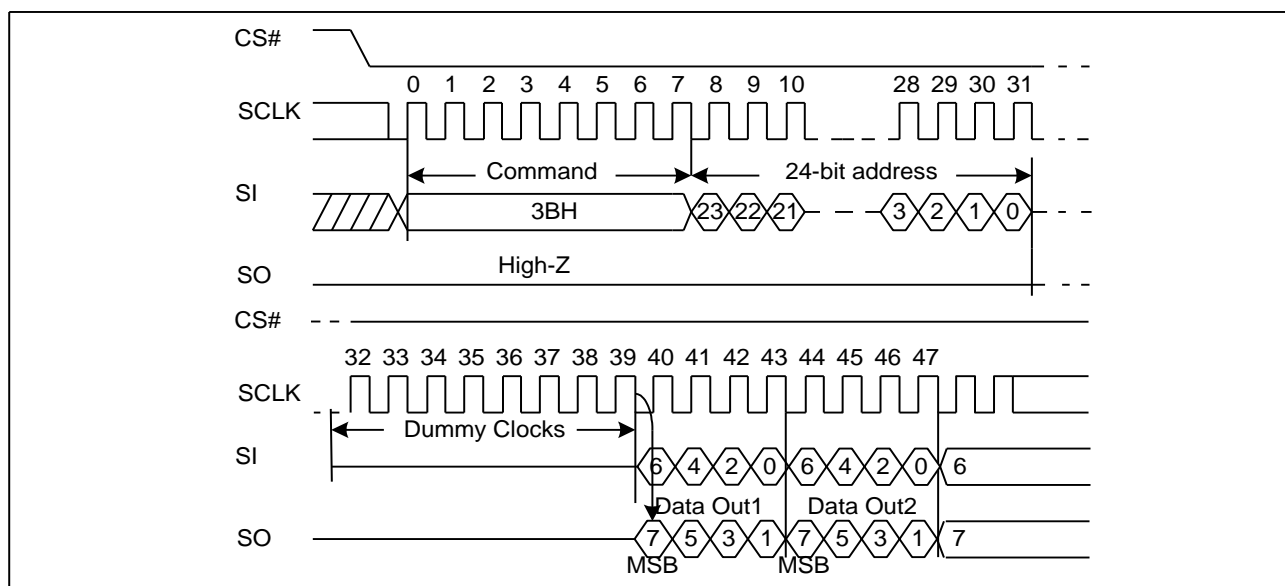 CS#
0 1 2 3 4 5 6 7 8 9 10 28 29 30 31
SCLK
Command 24-bit address
SI
3BH 23 22 21 3 2 1 0
High-Z
SO
CS#
32 33 34 35 36 37 38 39 40 41 42 43 44 45 46 47
SCLK
Dummy Clocks
SI 6 4 2 0 6 4 2 0 6
Data Out1 Data Out2
SO 7 5 3 1 7 5 3 1 7
MSB MSB